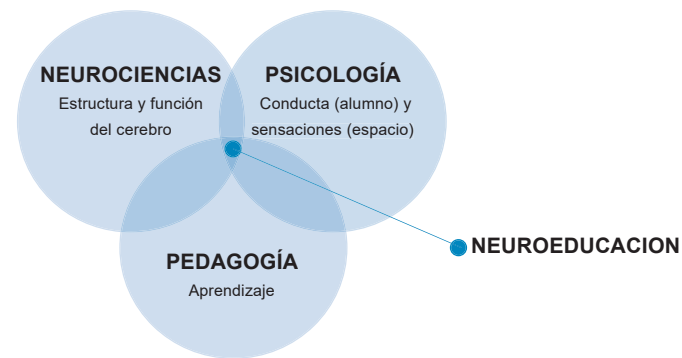 NEUROCIENCIAS
Estructura y función
del cerebro
PSICOLOGÍA
Conducta (alumno) y
sensaciones (espacio)
NEUROEDUCACION
PEDAGOGÍA
Aprendizaje